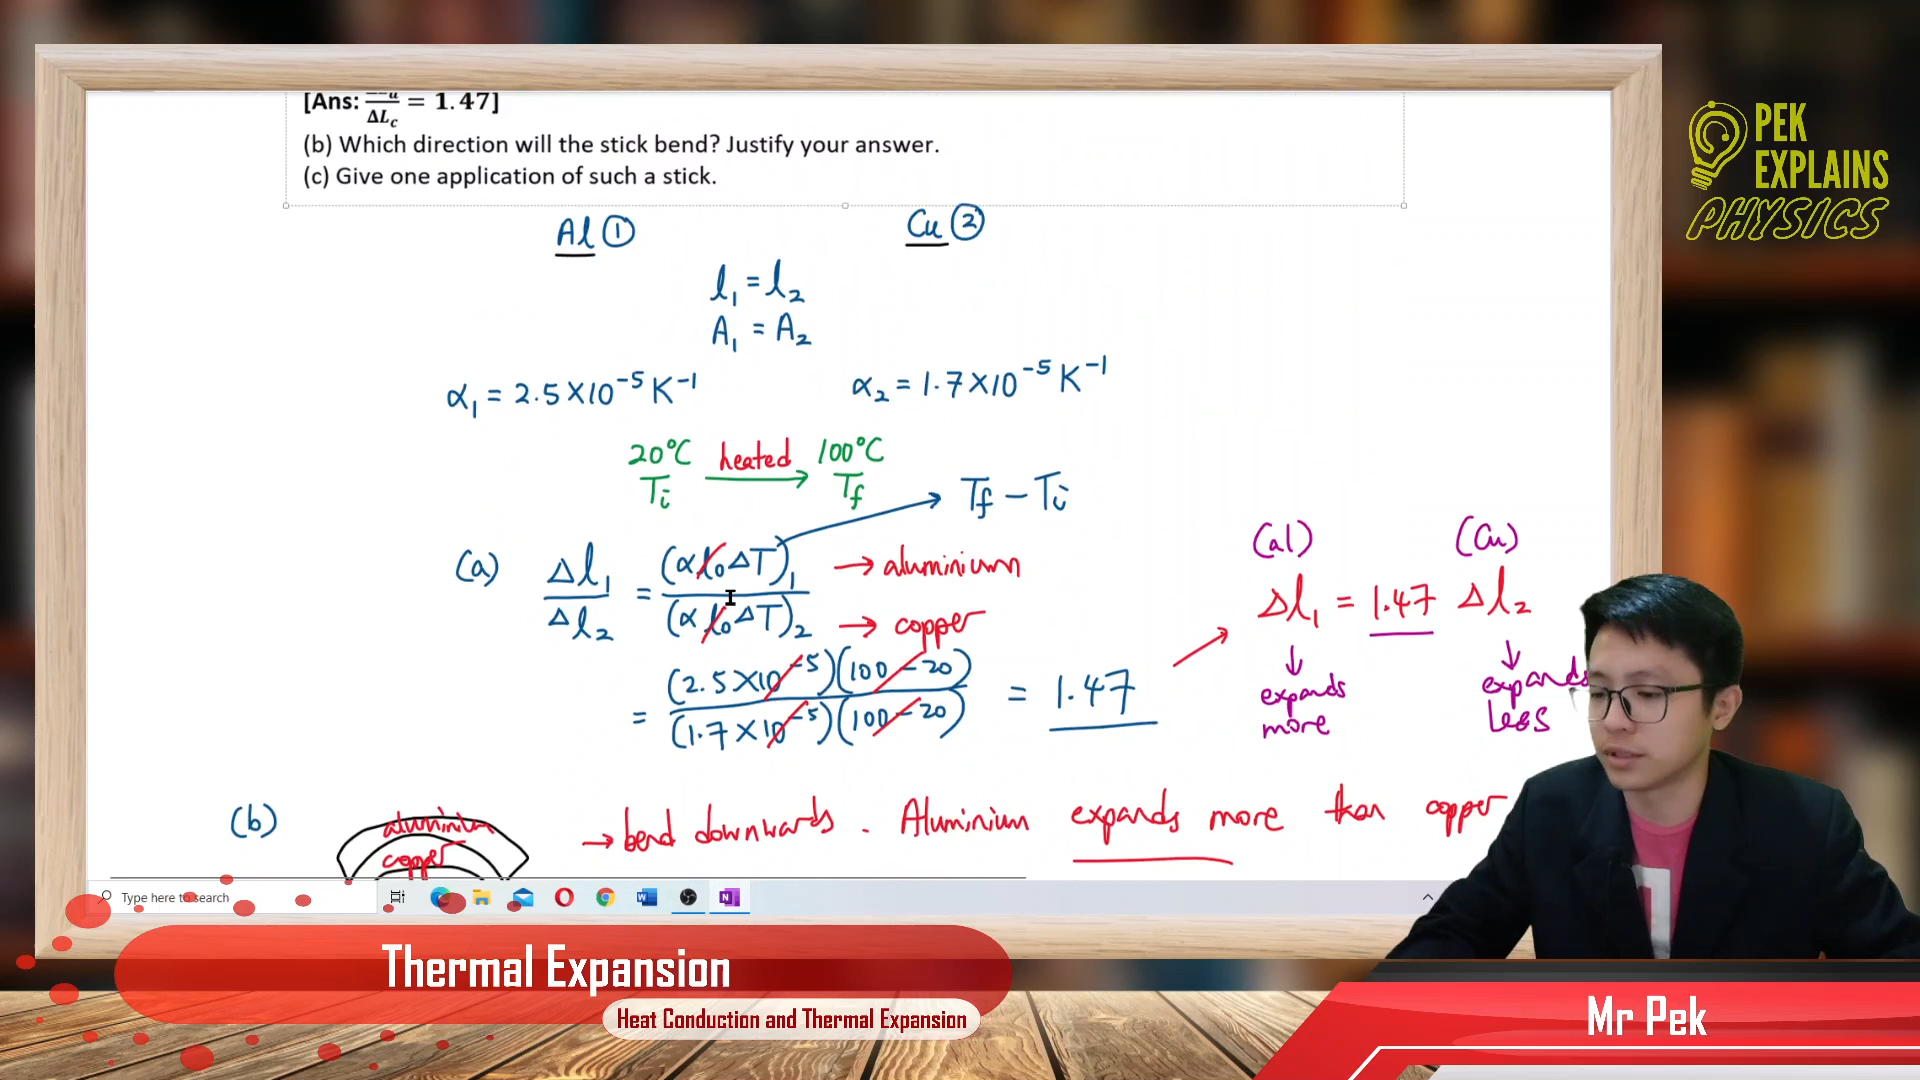 [Ans: ΔLc = 1.47]
(b) Which direction will the stick bend? Justify your answer.
(c) Give one application of such a stick.
PEK
EXPLAINS
PHYSICS
Al ① Cu ②
l₁ = l₂
A₁ = A₂
α₁ = 2.5×10⁻⁵ K⁻¹ α₂ = 1.7×10⁻⁵ K⁻¹
20°C heated 100°C
Ti Tf
Tf − Ti
(a) Δl₁/Δl₂ = (αl₀ΔT)₁/(αl₀ΔT)₂
→ aluminium
→ copper
= (2.5×10⁻⁵)(100−20)/(1.7×10⁻⁵)(100−20) = 1.47
(al) (Cu)
Δl₁ = 1.47 Δl₂
↓ ↓
expands expands
more less
(b) aluminium
copper
→ bend downwards. Aluminium expands more than copper
Type here to search
Thermal Expansion
Heat Conduction and Thermal Expansion
Mr Pek